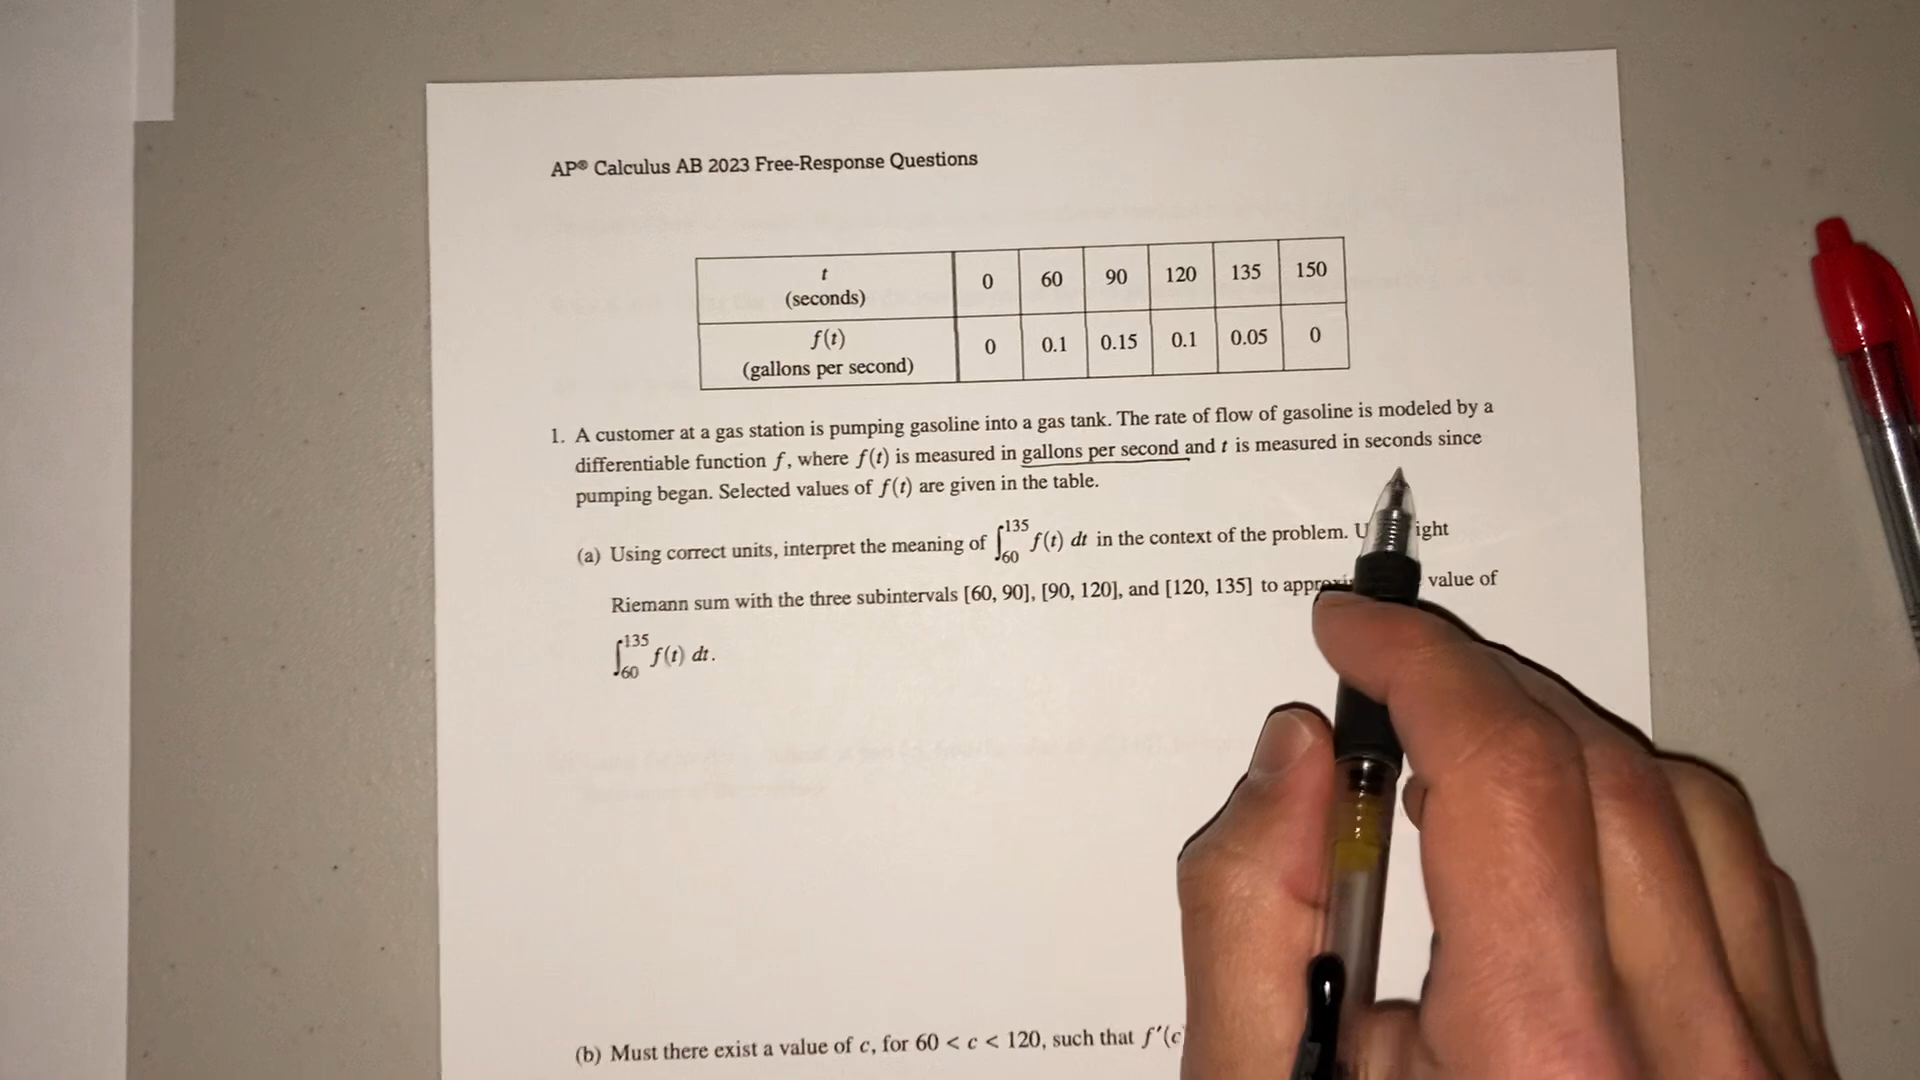 AP® Calculus AB 2023 Free-Response Questions
t (seconds) 0 60 90 120 135 150
f(t) (gallons per second) 0 0.1 0.15 0.1 0.05 0
1. A customer at a gas station is pumping gasoline into a gas tank. The rate of flow of gasoline is modeled by a
differentiable function f, where f(t) is measured in gallons per second and t is measured in seconds since
pumping began. Selected values of f(t) are given in the table.
(a) Using correct units, interpret the meaning of ∫₆₀¹³⁵ f(t) dt in the context of the problem.
Riemann sum with the three subintervals [60, 90], [90, 120], and [120, 135] to value of
∫₆₀¹³⁵ f(t) dt.
(b) Must there exist a value of c, for 60 < c < 120, such that f′(c